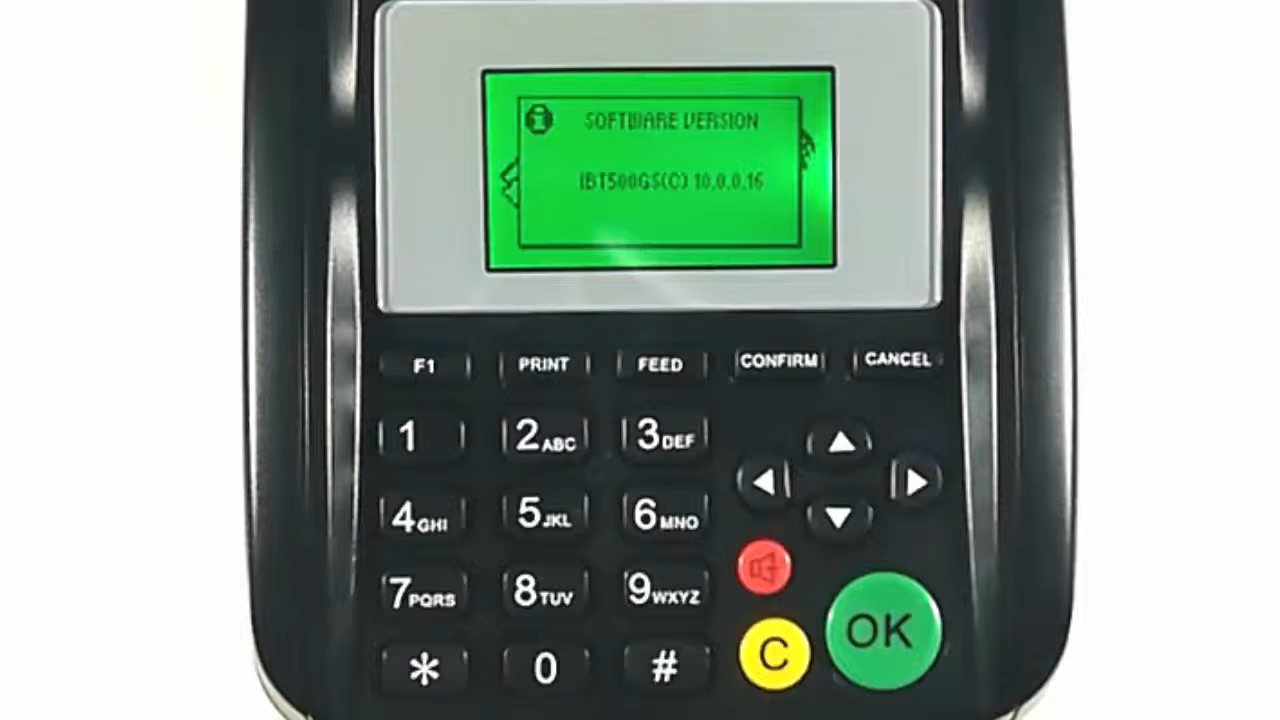 SOFTWARE VERSION
IBT500GS(C) 10.0.0.16
F1 PRINT FEED CONFIRM CANCEL
1 2ABC 3DEF
4GHI 5JKL 6MNO
7PQRS 8TUV 9WXYZ
* 0 #
C OK